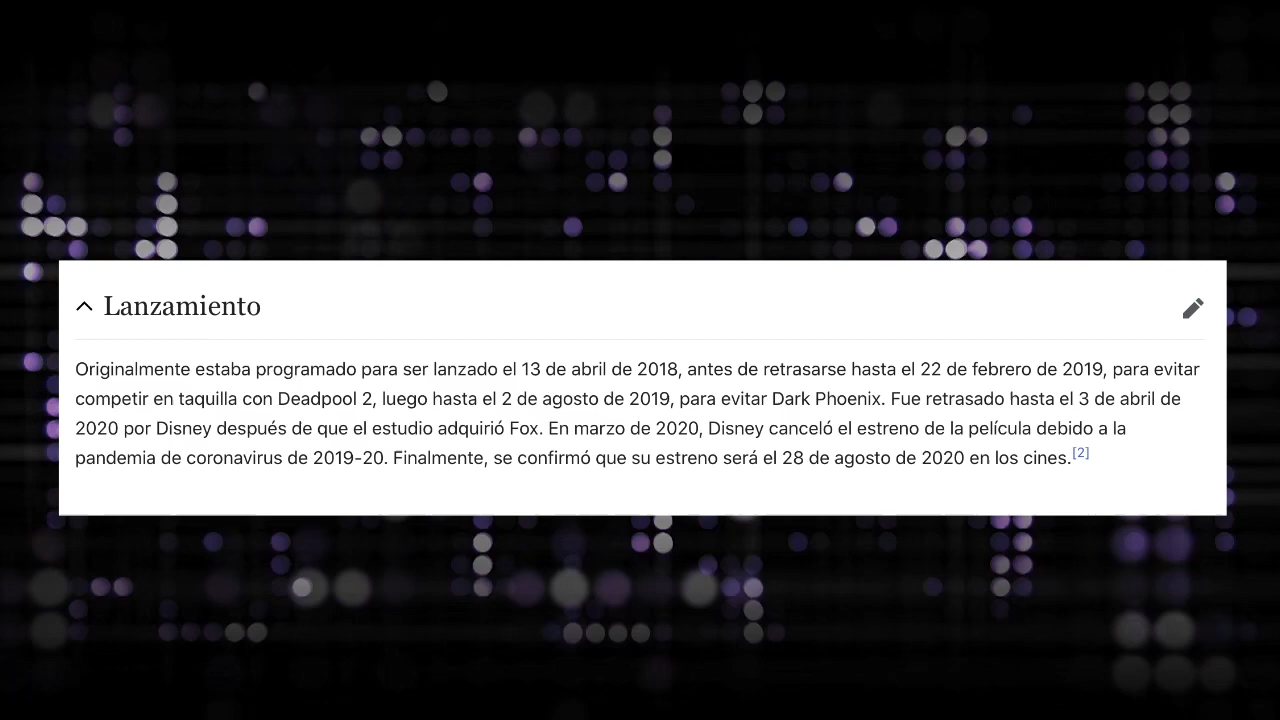 Lanzamiento
Originalmente estaba programado para ser lanzado el 13 de abril de 2018, antes de retrasarse hasta el 22 de febrero de 2019, para evitar
competir en taquilla con Deadpool 2, luego hasta el 2 de agosto de 2019, para evitar Dark Phoenix. Fue retrasado hasta el 3 de abril de
2020 por Disney después de que el estudio adquirió Fox. En marzo de 2020, Disney canceló el estreno de la película debido a la
pandemia de coronavirus de 2019-20. Finalmente, se confirmó que su estreno será el 28 de agosto de 2020 en los cines.[2]